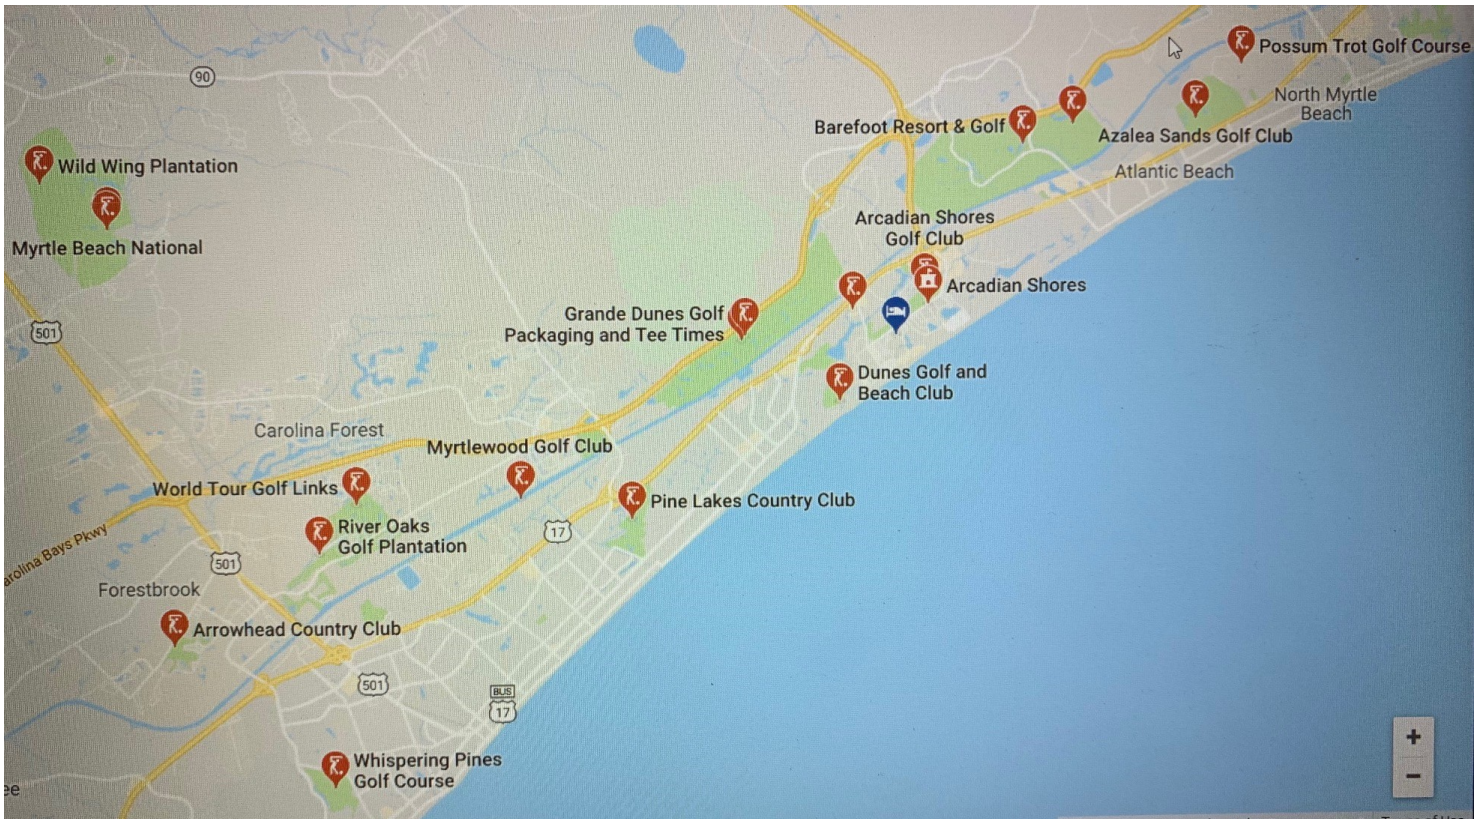 90
Possum Trot Golf Course
North Myrtle
Beach
Barefoot Resort & Golf
Azalea Sands Golf Club
Wild Wing Plantation
Atlantic Beach
Myrtle Beach National
Arcadian Shores
Golf Club
Arcadian Shores
Grande Dunes Golf
Packaging and Tee Times
501
Dunes Golf and
Beach Club
Carolina Forest
Myrtlewood Golf Club
World Tour Golf Links
Pine Lakes Country Club
River Oaks
Golf Plantation
17
arolina Bays Pkwy
501
Forestbrook
Arrowhead Country Club
501
BUS
17
Whispering Pines
Golf Course
+
−
ee